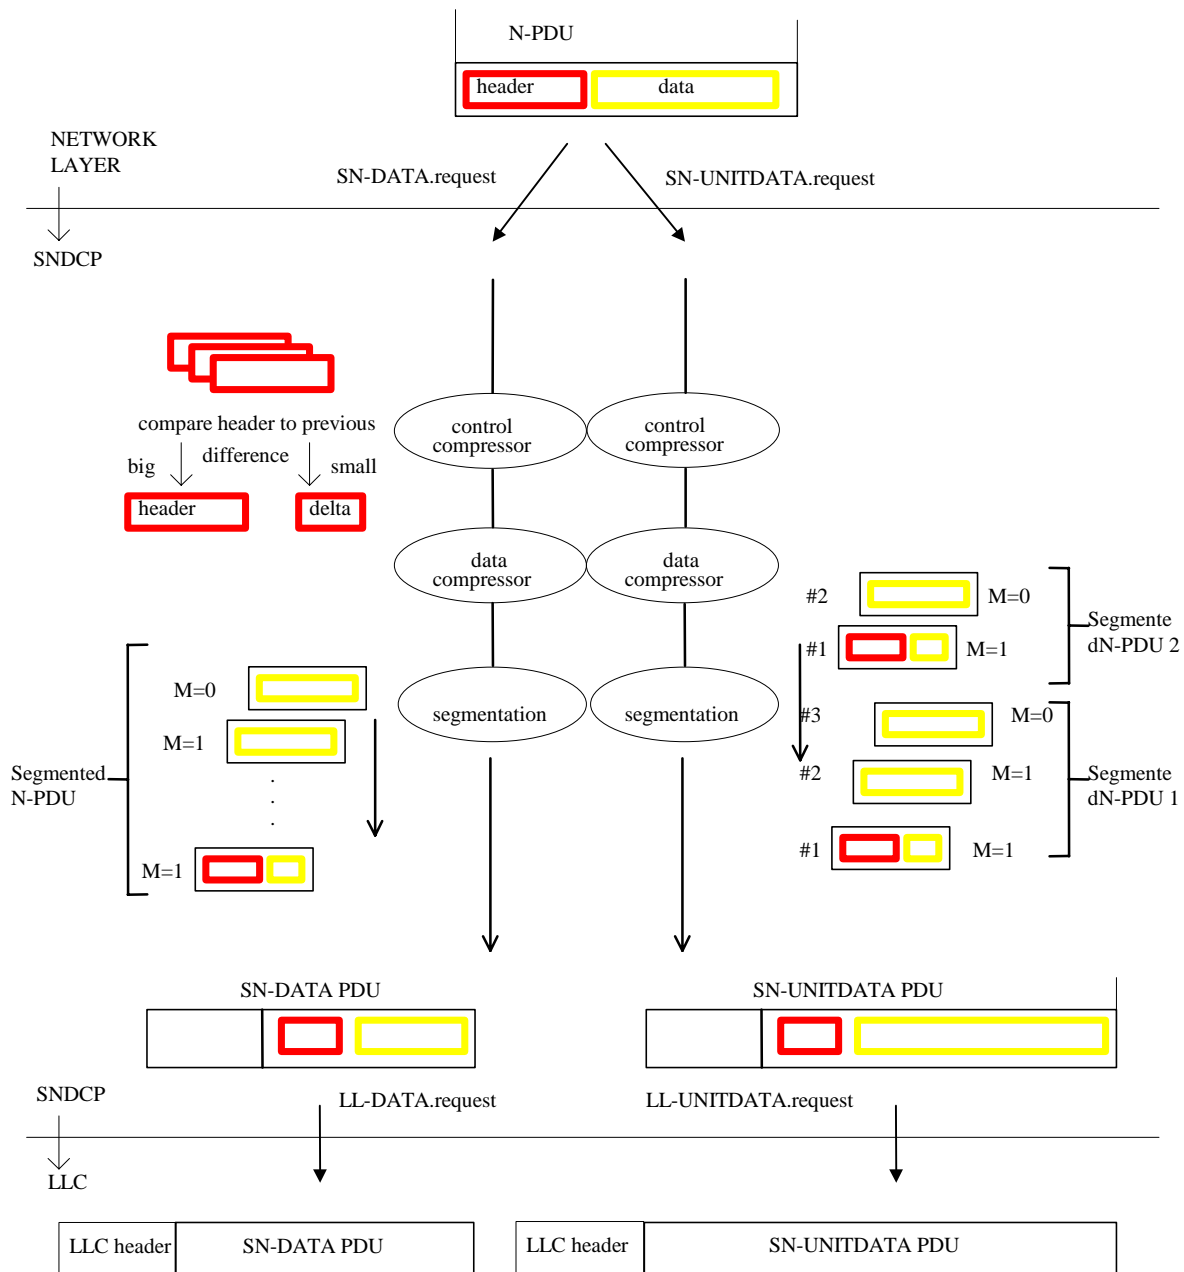 N-PDU
header
data
NETWORK
LAYER
SN-DATA.request
SN-UNITDATA.request
SNDCP
compare header to previous
difference
big
small
header
delta
control
compressor
control
compressor
data
compressor
data
compressor
segmentation
segmentation
#2
M=0
#1
M=1
Segmente
dN-PDU 2
#3
M=0
#2
M=1
#1
M=1
Segmente
dN-PDU 1
M=0
M=1
.
.
.
M=1
Segmented
N-PDU
SN-DATA PDU
SN-UNITDATA PDU
SNDCP
LL-DATA.request
LL-UNITDATA.request
LLC
LLC header
SN-DATA PDU
LLC header
SN-UNITDATA PDU